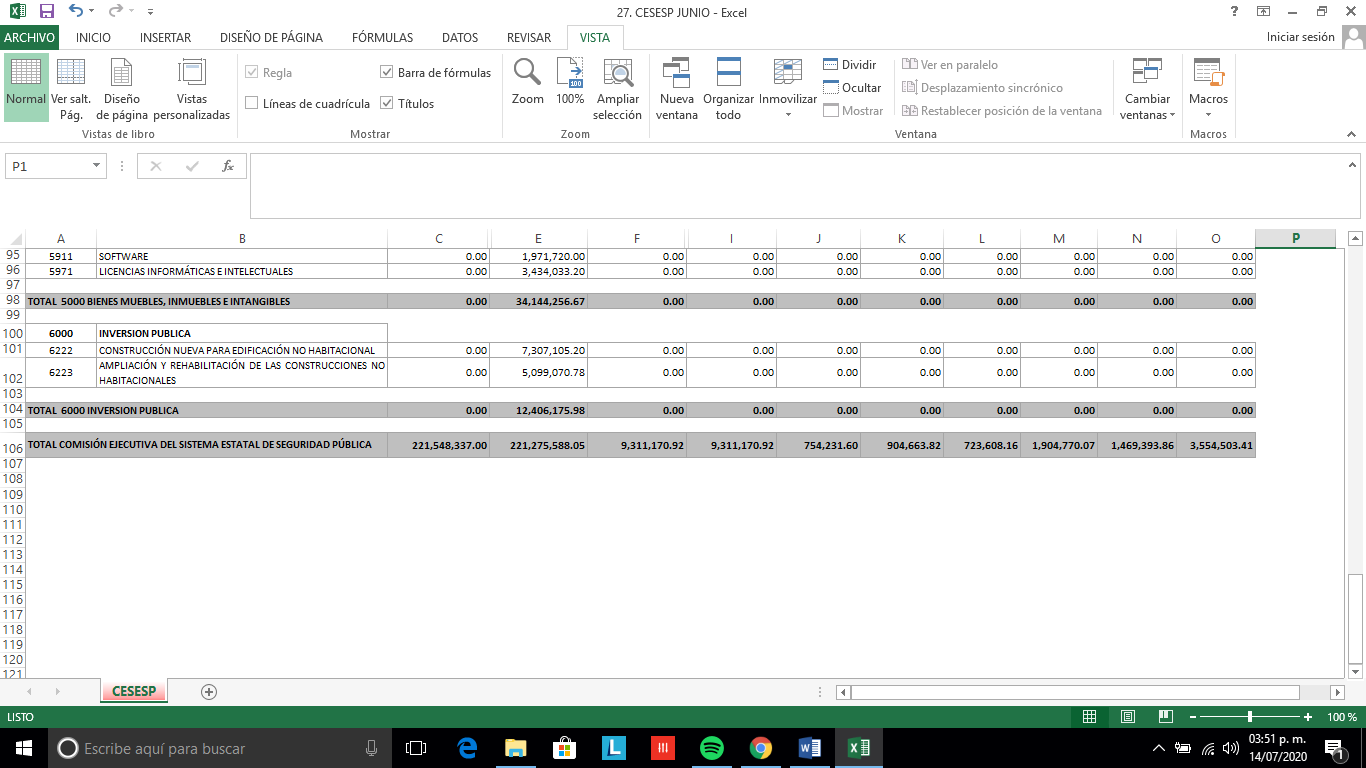 27. CESESP JUNIO - Excel
ARCHIVO INICIO INSERTAR DISEÑO DE PÁGINA FÓRMULAS DATOS REVISAR VISTA Iniciar sesión
Normal Ver salt. Pág. Diseño de página Vistas personalizadas
Regla Barra de fórmulas
Líneas de cuadrícula Títulos
Zoom 100% Ampliar selección
Nueva ventana Organizar todo Inmovilizar
Dividir Ver en paralelo
Ocultar Desplazamiento sincrónico
Mostrar Restablecer posición de la ventana
Cambiar ventanas Macros
Vistas de libro Mostrar Zoom Ventana Macros
P1 fx
A B C E F I J K L M N O P
95 5911 SOFTWARE 0.00 1,971,720.00 0.00 0.00 0.00 0.00 0.00 0.00 0.00 0.00
96 5971 LICENCIAS INFORMÁTICAS E INTELECTUALES 0.00 3,434,033.20 0.00 0.00 0.00 0.00 0.00 0.00 0.00 0.00
97
98 TOTAL 5000 BIENES MUEBLES, INMUEBLES E INTANGIBLES 0.00 34,144,256.67 0.00 0.00 0.00 0.00 0.00 0.00 0.00 0.00
99
100 6000 INVERSION PUBLICA
101 6222 CONSTRUCCIÓN NUEVA PARA EDIFICACIÓN NO HABITACIONAL 0.00 7,307,105.20 0.00 0.00 0.00 0.00 0.00 0.00 0.00 0.00
AMPLIACIÓN Y REHABILITACIÓN DE LAS CONSTRUCCIONES NO
102 6223 HABITACIONALES 0.00 5,099,070.78 0.00 0.00 0.00 0.00 0.00 0.00 0.00 0.00
103
104 TOTAL 6000 INVERSION PUBLICA 0.00 12,406,175.98 0.00 0.00 0.00 0.00 0.00 0.00 0.00 0.00
105
106 TOTAL COMISIÓN EJECUTIVA DEL SISTEMA ESTATAL DE SEGURIDAD PÚBLICA 221,548,337.00 221,275,588.05 9,311,170.92 9,311,170.92 754,231.60 904,663.82 723,608.16 1,904,770.07 1,469,393.86 3,554,503.41
107
108
109
110
111
112
113
114
115
116
117
118
119
120
121
CESESP
LISTO 100 %
Escribe aquí para buscar
03:51 p. m.
14/07/2020
1